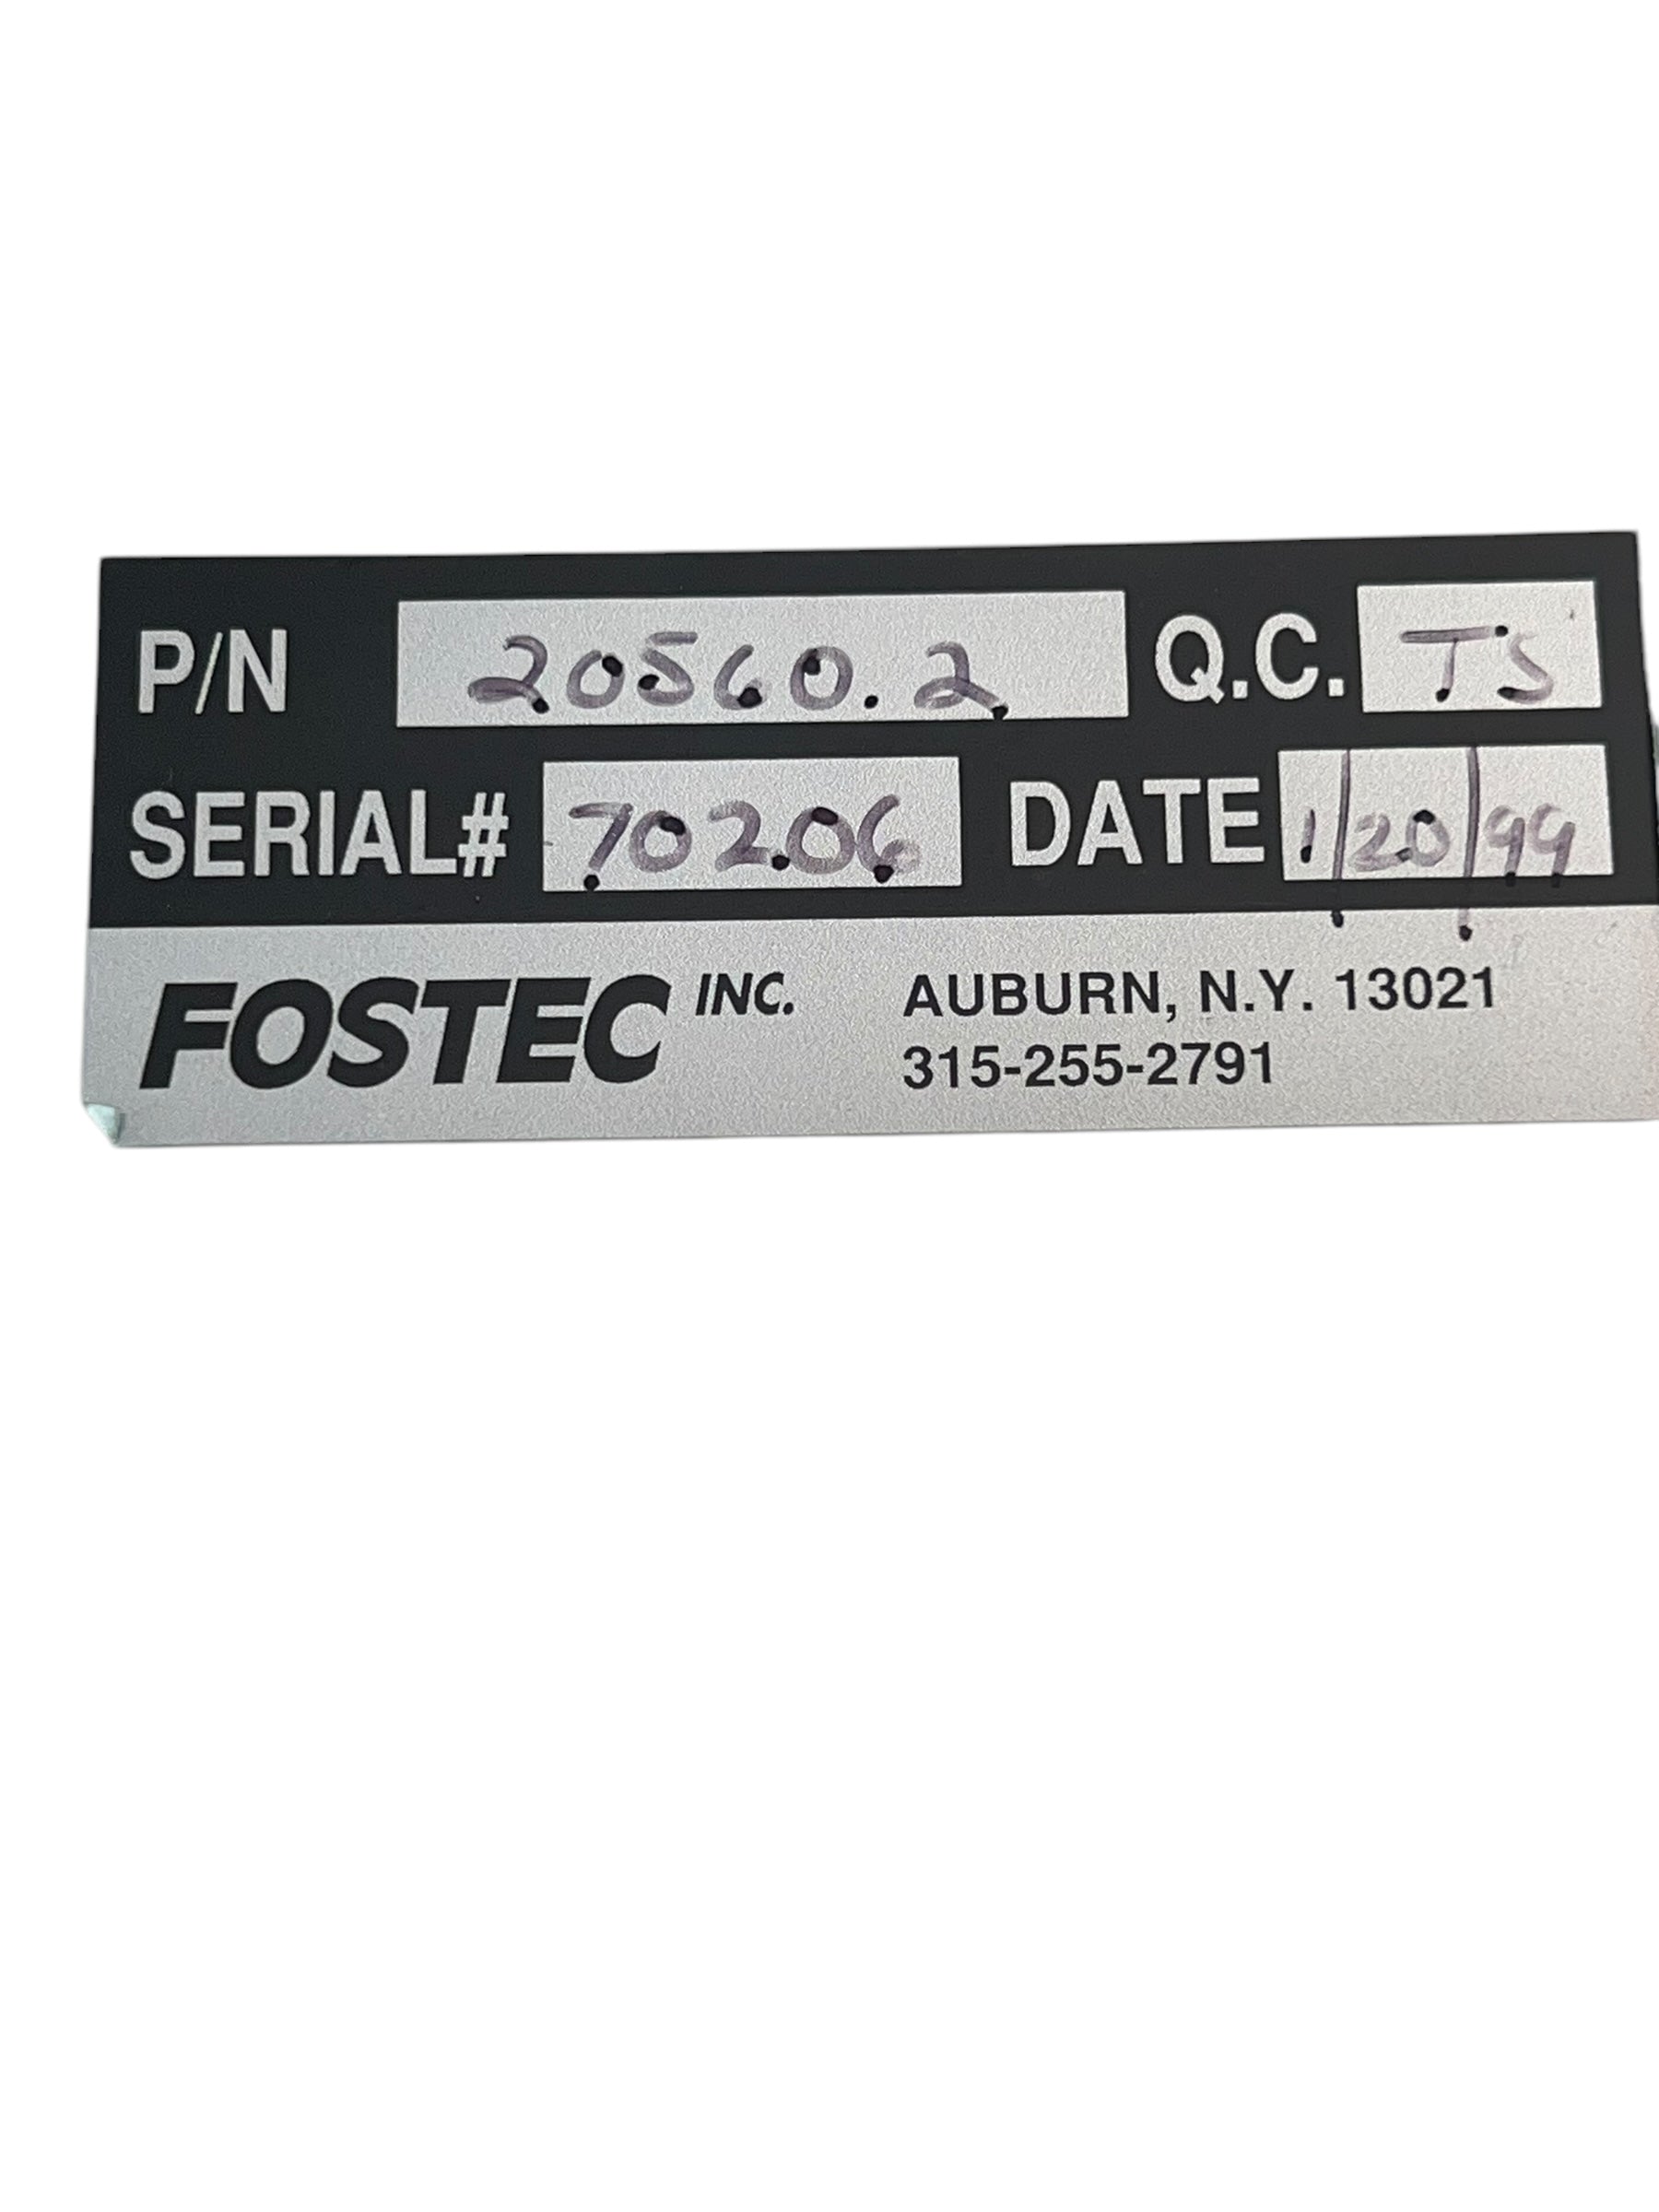 P/N 20560.2 Q.C. TS
SERIAL# 70206 DATE 1/20/99
FOSTEC INC. AUBURN, N.Y. 13021
315-255-2791